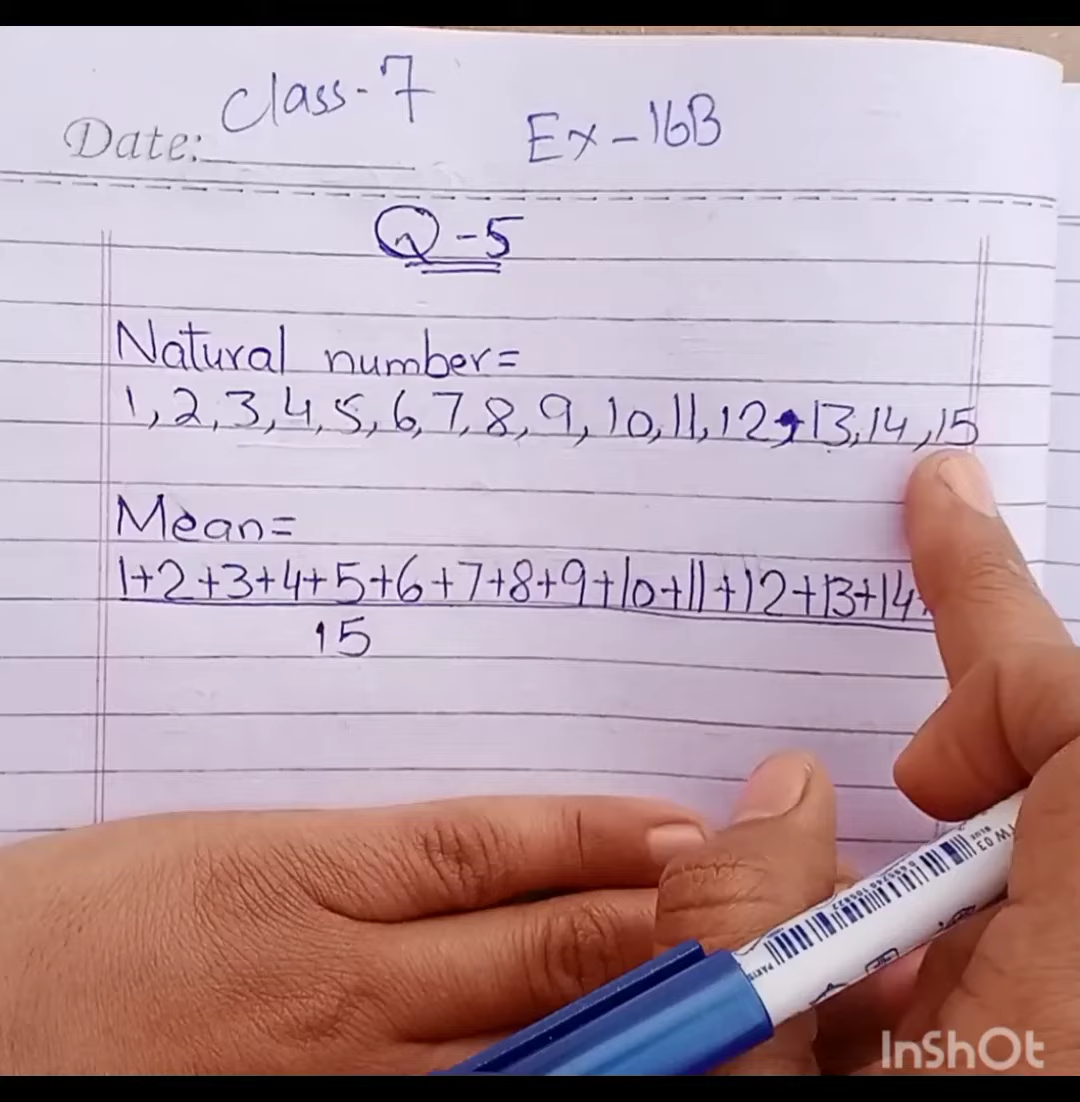 Class-7
Date:
Ex-16B
Q-5
Natural number=
1,2,3,4,5,6,7,8,9,10,11,12,13,14,15
Mean=
1+2+3+4+5+6+7+8+9+10+11+12+13+14+
15
InShOt